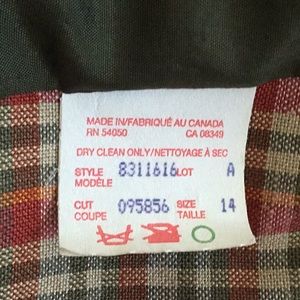 MADE IN/FABRIQUÉ AU CANADA
RN 54050 CA 08349
DRY CLEAN ONLY/NETTOYAGE À SEC
STYLE MODÈLE 8311616 LOT A
CUT COUPE 095856 SIZE TAILLE 14